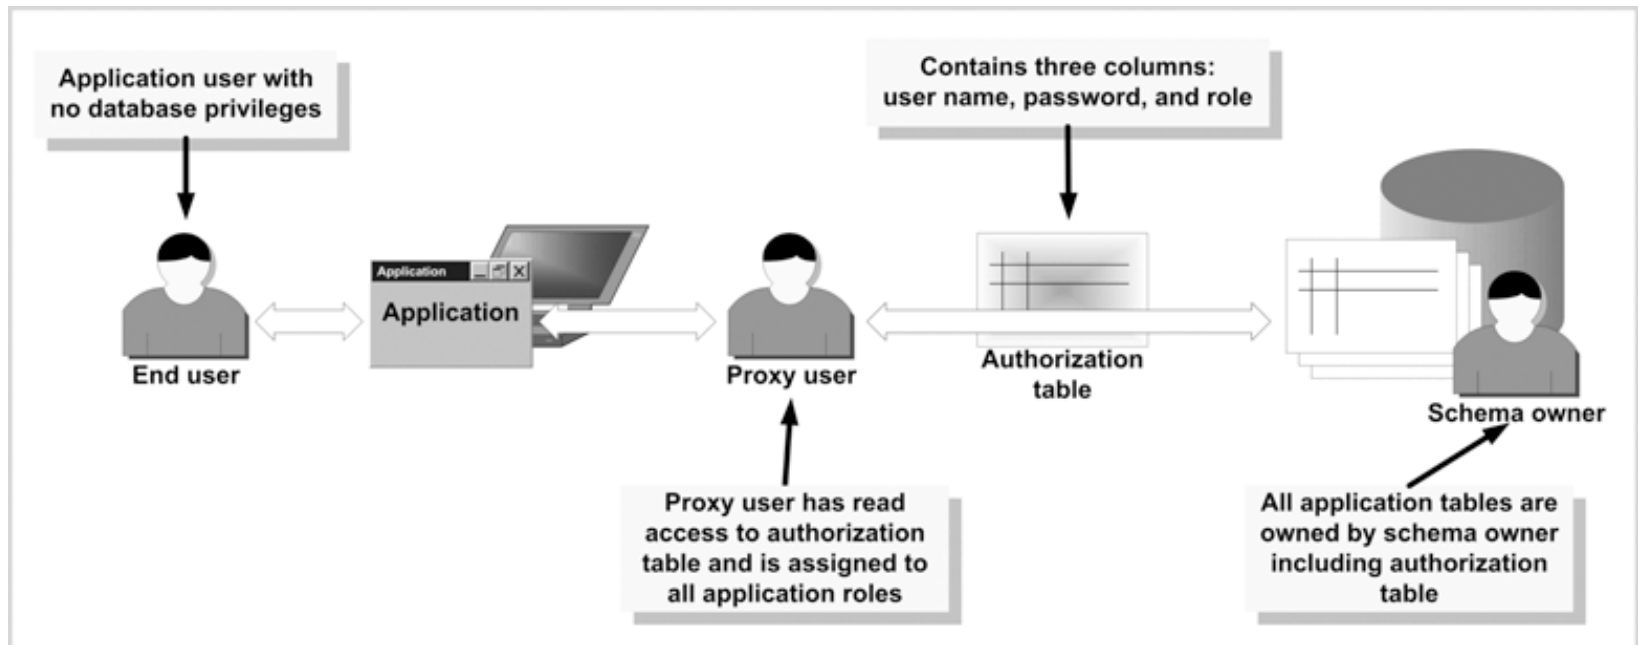 Application user with
no database privileges
Contains three columns:
user name, password, and role
Application
Application
End user
Proxy user
Authorization
table
Schema owner
Proxy user has read
access to authorization
table and is assigned to
all application roles
All application tables are
owned by schema owner
including authorization
table